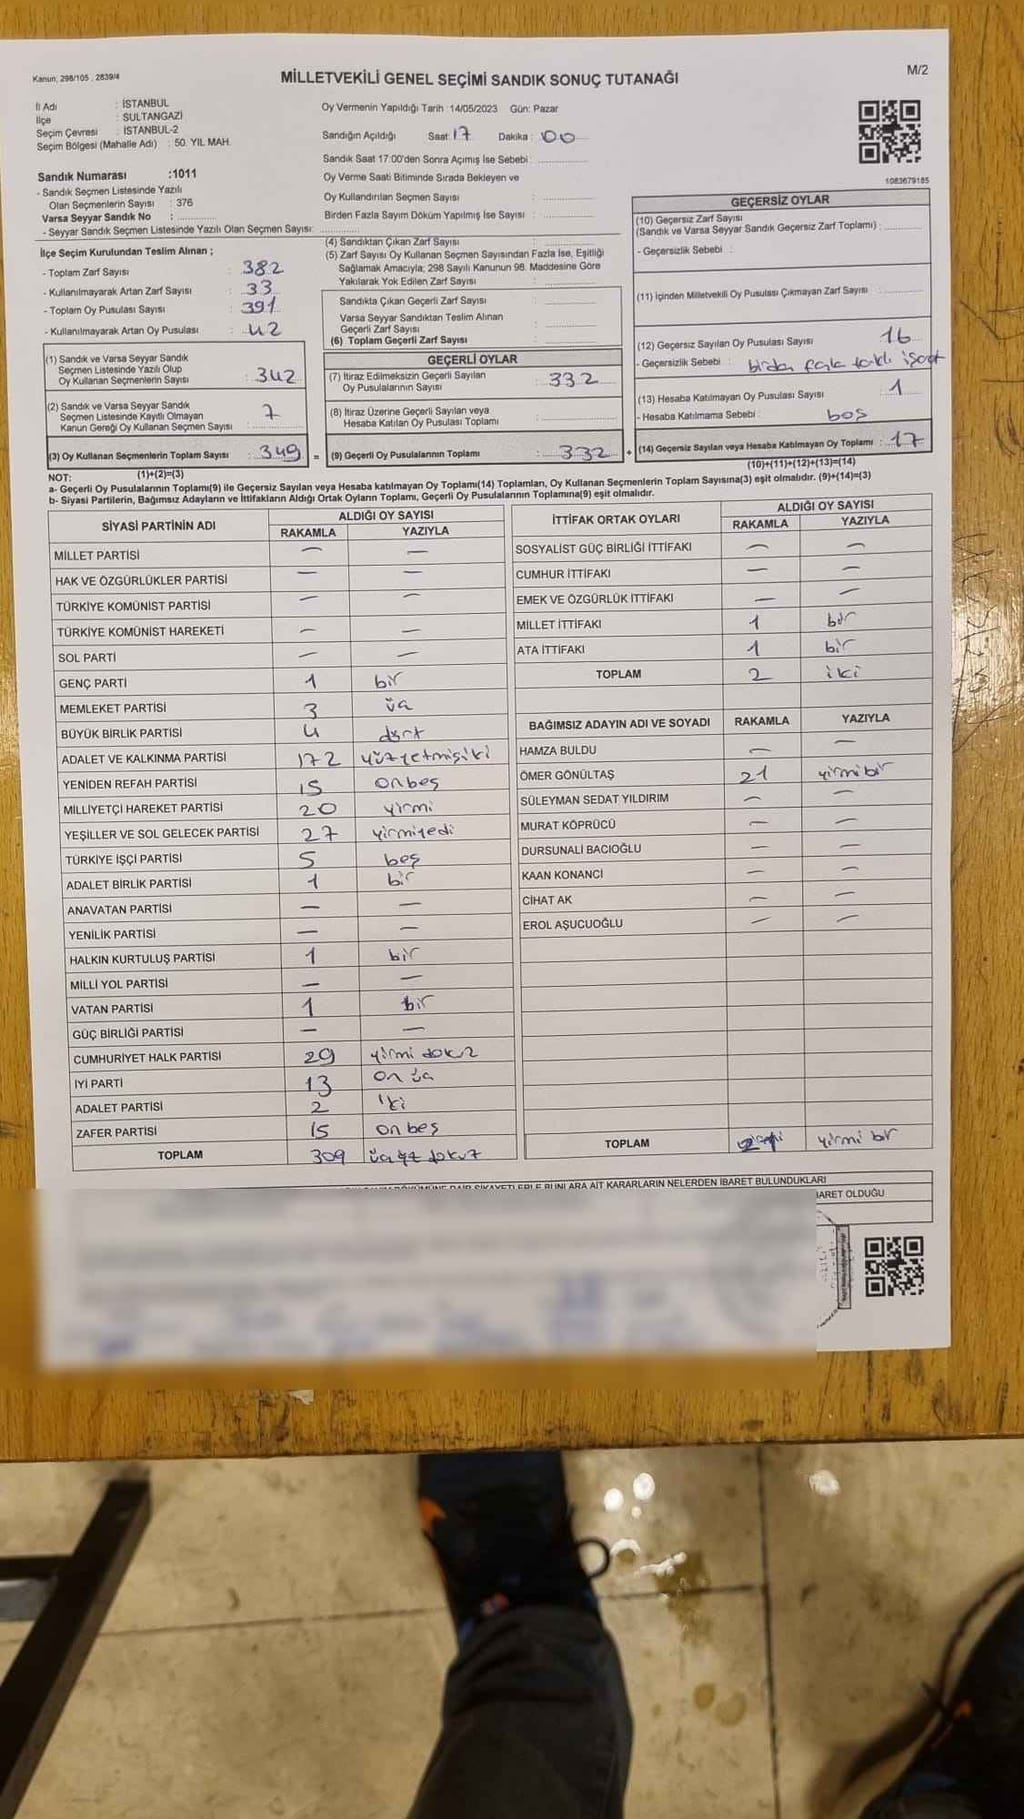 Kanun; 298/105 , 2839/4
MİLLETVEKİLİ GENEL SEÇİMİ SANDIK SONUÇ TUTANAĞI
M/2
İl Adı : İSTANBUL
İlçe : SULTANGAZİ
Seçim Çevresi : İSTANBUL-2
Seçim Bölgesi (Mahalle Adı) : 50. YIL MAH.
Oy Vermenin Yapıldığı Tarih :14/05/2023 Gün: Pazar
Sandığın Açıldığı Saat: 17 Dakika : 00
Sandık Saat 17:00'den Sonra Açımış İse Sebebi :
Oy Verme Saati Bitiminde Sırada Bekleyen ve
Oy Kullandırılan Seçmen Sayısı :
Birden Fazla Sayım Döküm Yapılmış İse Sayısı :
1083679185
Sandık Numarası :1011
- Sandık Seçmen Listesinde Yazılı
Olan Seçmenlerin Sayısı : 376
Varsa Seyyar Sandık No :
- Seyyar Sandık Seçmen Listesinde Yazılı Olan Seçmen Sayısı:
İlçe Seçim Kurulundan Teslim Alınan ;
- Toplam Zarf Sayısı : 382
- Kullanılmayarak Artan Zarf Sayısı : 33
- Toplam Oy Pusulası Sayısı : 391
- Kullanılmayarak Artan Oy Pusulası : 42
(1) Sandık ve Varsa Seyyar Sandık
Seçmen Listesinde Yazılı Olup
Oy Kullanan Seçmenlerin Sayısı : 342
(2) Sandık ve Varsa Seyyar Sandık
Seçmen Listesinde Kayıtlı Olmayan
Kanun Gereği Oy Kullanan Seçmen Sayısı : 7
(3) Oy Kullanan Seçmenlerin Toplam Sayısı : 349 =
(1)+(2)=(3)
(4) Sandıktan Çıkan Zarf Sayısı :
(5) Zarf Sayısı Oy Kullanan Seçmen Sayısından Fazla İse, Eşitliği
Sağlamak Amacıyla; 298 Sayılı Kanunun 98. Maddesine Göre
Yakılarak Yok Edilen Zarf Sayısı :
Sandıkta Çıkan Geçerli Zarf Sayısı :
Varsa Seyyar Sandıktan Teslim Alınan
Geçerli Zarf Sayısı :
(6) Toplam Geçerli Zarf Sayısı :
GEÇERLİ OYLAR
(7) İtiraz Edilmeksizin Geçerli Sayılan
Oy Pusulalarının Sayısı : 332
(8) İtiraz Üzerine Geçerli Sayılan veya
Hesaba Katılan Oy Pusulası Toplamı :
(9) Geçerli Oy Pusulalarının Toplamı : 332 +
GEÇERSİZ OYLAR
(10) Geçersiz Zarf Sayısı
(Sandık ve Varsa Seyyar Sandık Geçersiz Zarf Toplamı) :
- Geçersizlik Sebebi :
(11) İçinden Milletvekili Oy Pusulası Çıkmayan Zarf Sayısı :
(12) Geçersiz Sayılan Oy Pusulası Sayısı : 16
- Geçersizlik Sebebi : birden fazla farklı işaret
(13) Hesaba Katılmayan Oy Pusulası Sayısı : 1
- Hesaba Katılmama Sebebi : boş
(14) Geçersiz Sayılan veya Hesaba Katılmayan Oy Toplamı : 17
(10)+(11)+(12)+(13)=(14)
NOT:
a- Geçerli Oy Pusulalarının Toplamı(9) ile Geçersiz Sayılan veya Hesaba katılmayan Oy Toplamı(14) Toplamları, Oy Kullanan Seçmenlerin Toplam Sayısına(3) eşit olmalıdır. (9)+(14)=(3)
b- Siyasi Partilerin, Bağımsız Adayların ve İttifakların Aldığı Ortak Oyların Toplamı, Geçerli Oy Pusulalarının Toplamına(9) eşit olmalıdır.
SİYASİ PARTİNİN ADI ALDIĞI OY SAYISI
RAKAMLA YAZIYLA
MİLLET PARTİSİ — —
HAK VE ÖZGÜRLÜKLER PARTİSİ — —
TÜRKİYE KOMÜNİST PARTİSİ — —
TÜRKİYE KOMÜNİST HAREKETİ — —
SOL PARTİ — —
GENÇ PARTİ 1 bir
MEMLEKET PARTİSİ 3 üç
BÜYÜK BİRLİK PARTİSİ 4 dört
ADALET VE KALKINMA PARTİSİ 172 yüzyetmişiki
YENİDEN REFAH PARTİSİ 15 onbeş
MİLLİYETÇİ HAREKET PARTİSİ 20 yirmi
YEŞİLLER VE SOL GELECEK PARTİSİ 27 yirmiyedi
TÜRKİYE İŞÇİ PARTİSİ 5 beş
ADALET BİRLİK PARTİSİ 1 bir
ANAVATAN PARTİSİ — —
YENİLİK PARTİSİ — —
HALKIN KURTULUŞ PARTİSİ 1 bir
MİLLİ YOL PARTİSİ — —
VATAN PARTİSİ 1 bir
GÜÇ BİRLİĞİ PARTİSİ — —
CUMHURİYET HALK PARTİSİ 29 yirmi dokuz
İYİ PARTİ 13 on üç
ADALET PARTİSİ 2 iki
ZAFER PARTİSİ 15 onbeş
TOPLAM 309 üç yüz dokuz
İTTİFAK ORTAK OYLARI ALDIĞI OY SAYISI
RAKAMLA YAZIYLA
SOSYALİST GÜÇ BİRLİĞİ İTTİFAKI — —
CUMHUR İTTİFAKI — —
EMEK VE ÖZGÜRLÜK İTTİFAKI — —
MİLLET İTTİFAKI 1 bir
ATA İTTİFAKI 1 bir
TOPLAM 2 iki
BAĞIMSIZ ADAYIN ADI VE SOYADI RAKAMLA YAZIYLA
HAMZA BULDU — —
ÖMER GÖNÜLTAŞ 21 yirmibir
SÜLEYMAN SEDAT YILDIRIM — —
MURAT KÖPRÜCÜ — —
DURSUNALİ BACIOĞLU — —
KAAN KONANCI — —
CİHAT AK — —
EROL AŞUCUOĞLU — —
TOPLAM yirmi bir
DÖKÜMÜNE DAİR ŞİKAYETLERLE BUNLARA AİT KARARLARIN NELERDEN İBARET BULUNDUKLARI
BARET OLDUĞU